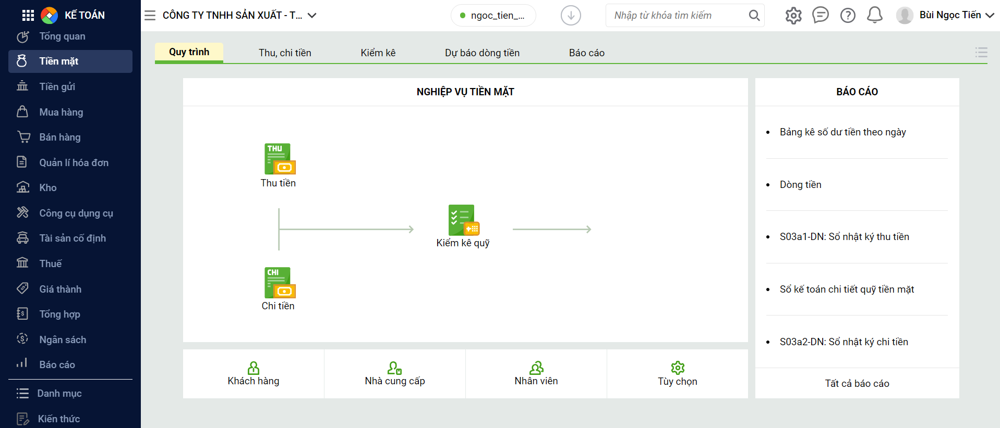 KẾ TOÁN
Tổng quan
Tiền mặt
Tiền gửi
Mua hàng
Bán hàng
Quản lí hóa đơn
Kho
Công cụ dụng cụ
Tài sản cố định
Thuế
Giá thành
Tổng hợp
Ngân sách
Báo cáo
Danh mục
Kiến thức
CÔNG TY TNHH SẢN XUẤT - T...
ngoc_tien_...
Nhập từ khóa tìm kiếm
Bùi Ngọc Tiến
Quy trình
Thu, chi tiền
Kiểm kê
Dự báo dòng tiền
Báo cáo
NGHIỆP VỤ TIỀN MẶT
THU
Thu tiền
Kiểm kê quỹ
CHI
Chi tiền
Khách hàng
Nhà cung cấp
Nhân viên
Tùy chọn
BÁO CÁO
Bảng kê số dư tiền theo ngày
Dòng tiền
S03a1-DN: Sổ nhật ký thu tiền
Sổ kế toán chi tiết quỹ tiền mặt
S03a2-DN: Sổ nhật ký chi tiền
Tất cả báo cáo